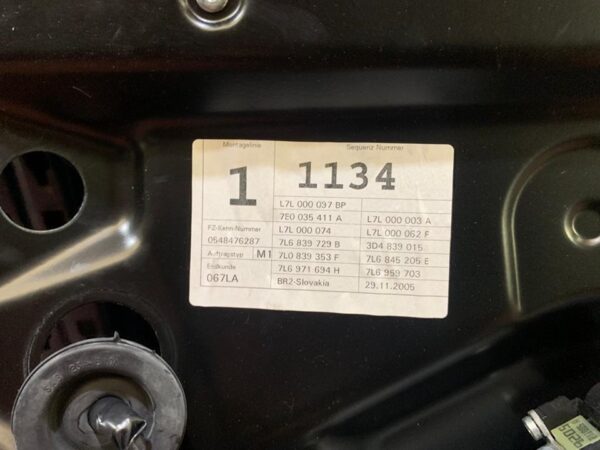 Montagelinie Sequenz Nummer
1 1134
L7L 000 097 BP
7E0 035 411 A L7L 000 003 A
FZ-Kenn-Nummer L7L 000 074 L7L 000 062 F
0548476287 7L6 839 729 B 3D4 839 015
Auftragstyp M1 7L0 839 353 F 7L6 845 205 E
Endkunde 7L6 971 694 H 7L6 959 703
067LA BR2-Slovakia 29.11.2005